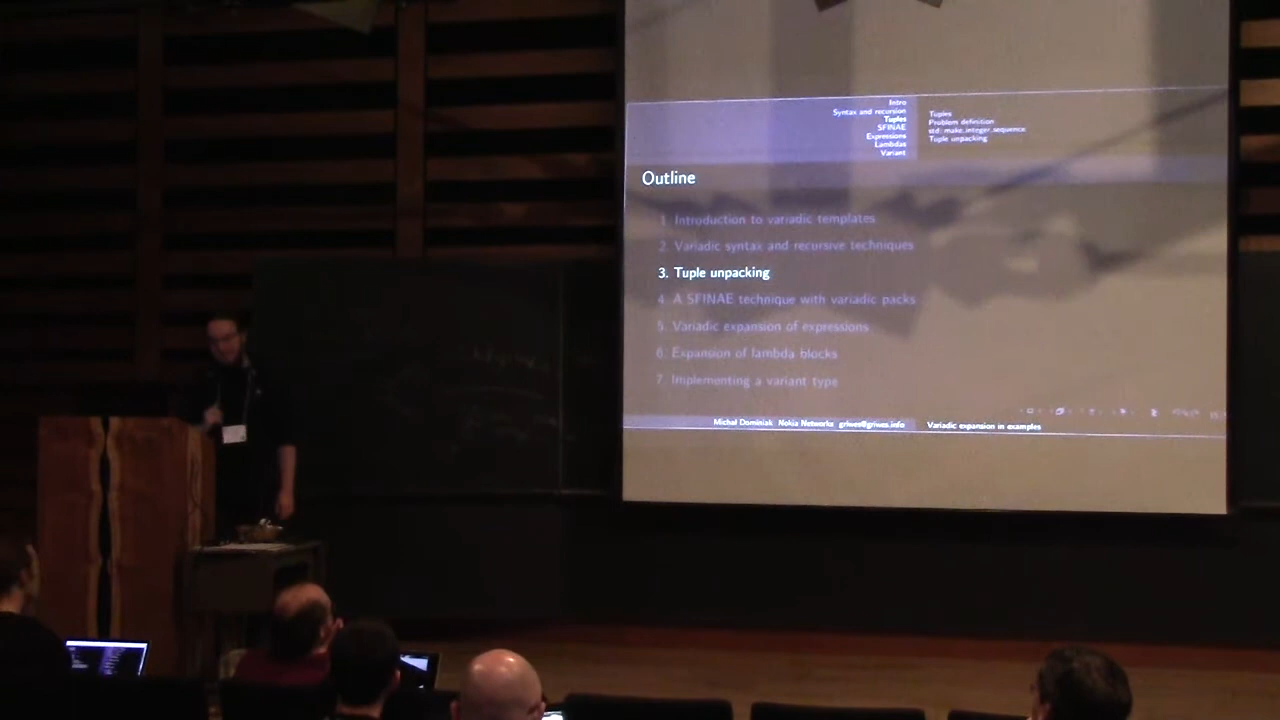 Intro
Syntax and recursion
Tuples
SFINAE
Expressions
Lambdas
Variant
Tuples
Problem definition
std::make_integer_sequence
Tuple unpacking
Outline
1. Introduction to variadic templates
2. Variadic syntax and recursive techniques
3. Tuple unpacking
4. A SFINAE technique with variadic packs
5. Variadic expansion of expressions
6. Expansion of lambda blocks
7. Implementing a variant type
Michał Dominiak Nokia Networks griwes@griwes.info
Variadic expansion in examples